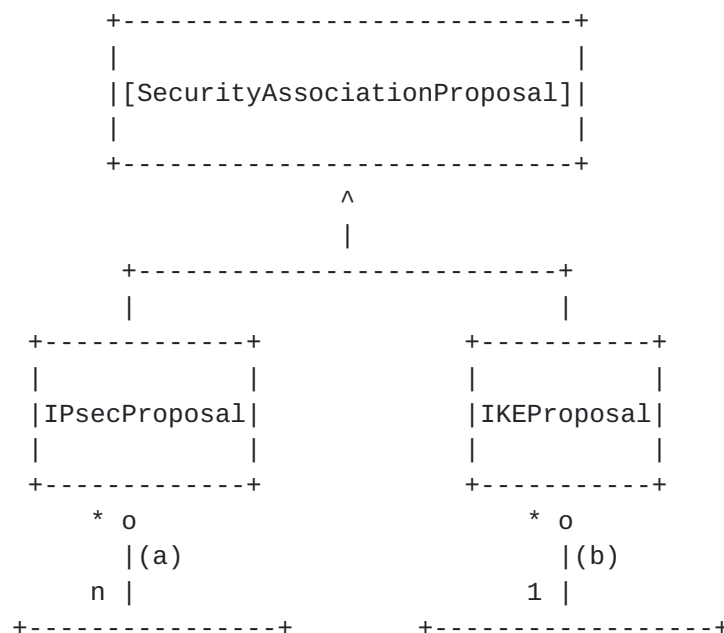 +---------------------------+
|                           |
|[SecurityAssociationProposal]|
|                           |
+---------------------------+
^
|
+--------------------------+
|                          |
+-------------+ +-----------+
|             | |           |
|IPsecProposal| |IKEProposal|
|             | |           |
+-------------+ +-----------+
* o * o
|(a) |(b)
n | 1 |
+---------------+ +------------------+